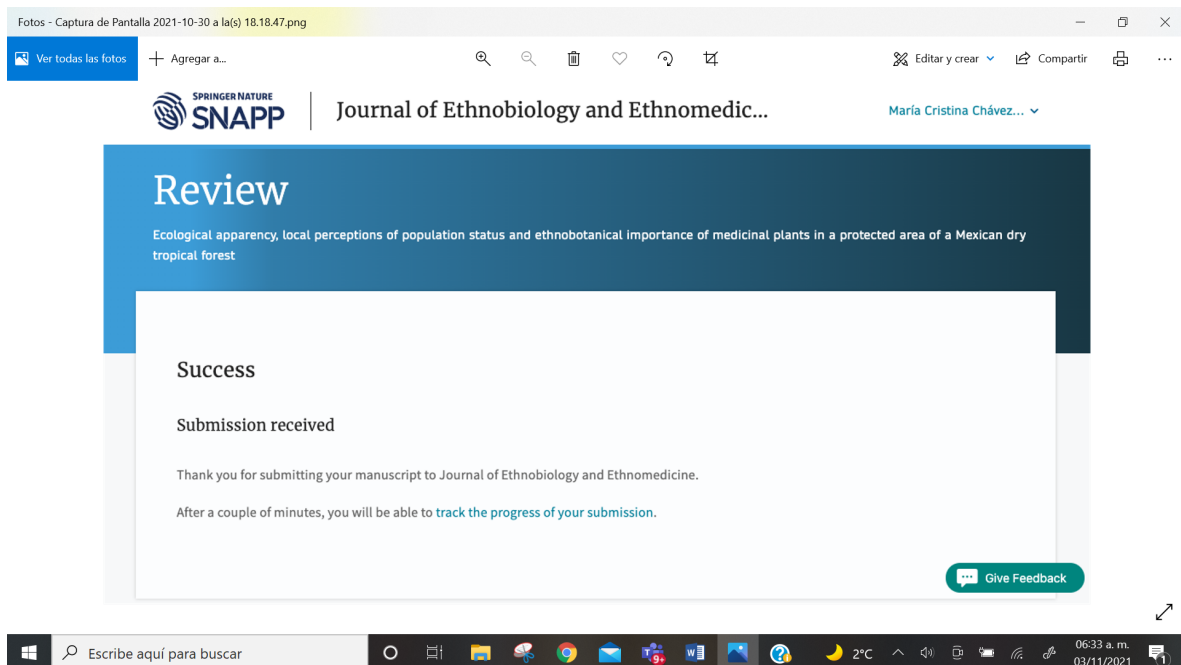 Fotos - Captura de Pantalla 2021-10-30 a la(s) 18.18.47.png
Ver todas las fotos
Agregar a...
Editar y crear
Compartir
SPRINGER NATURE
SNAPP
Journal of Ethnobiology and Ethnomedic...
María Cristina Chávez...
Review
Ecological apparency, local perceptions of population status and ethnobotanical importance of medicinal plants in a protected area of a Mexican dry
tropical forest
Success
Submission received
Thank you for submitting your manuscript to Journal of Ethnobiology and Ethnomedicine.
After a couple of minutes, you will be able to track the progress of your submission.
Give Feedback
Escribe aquí para buscar
9+
2°C
06:33 a. m.
03/11/2021
1